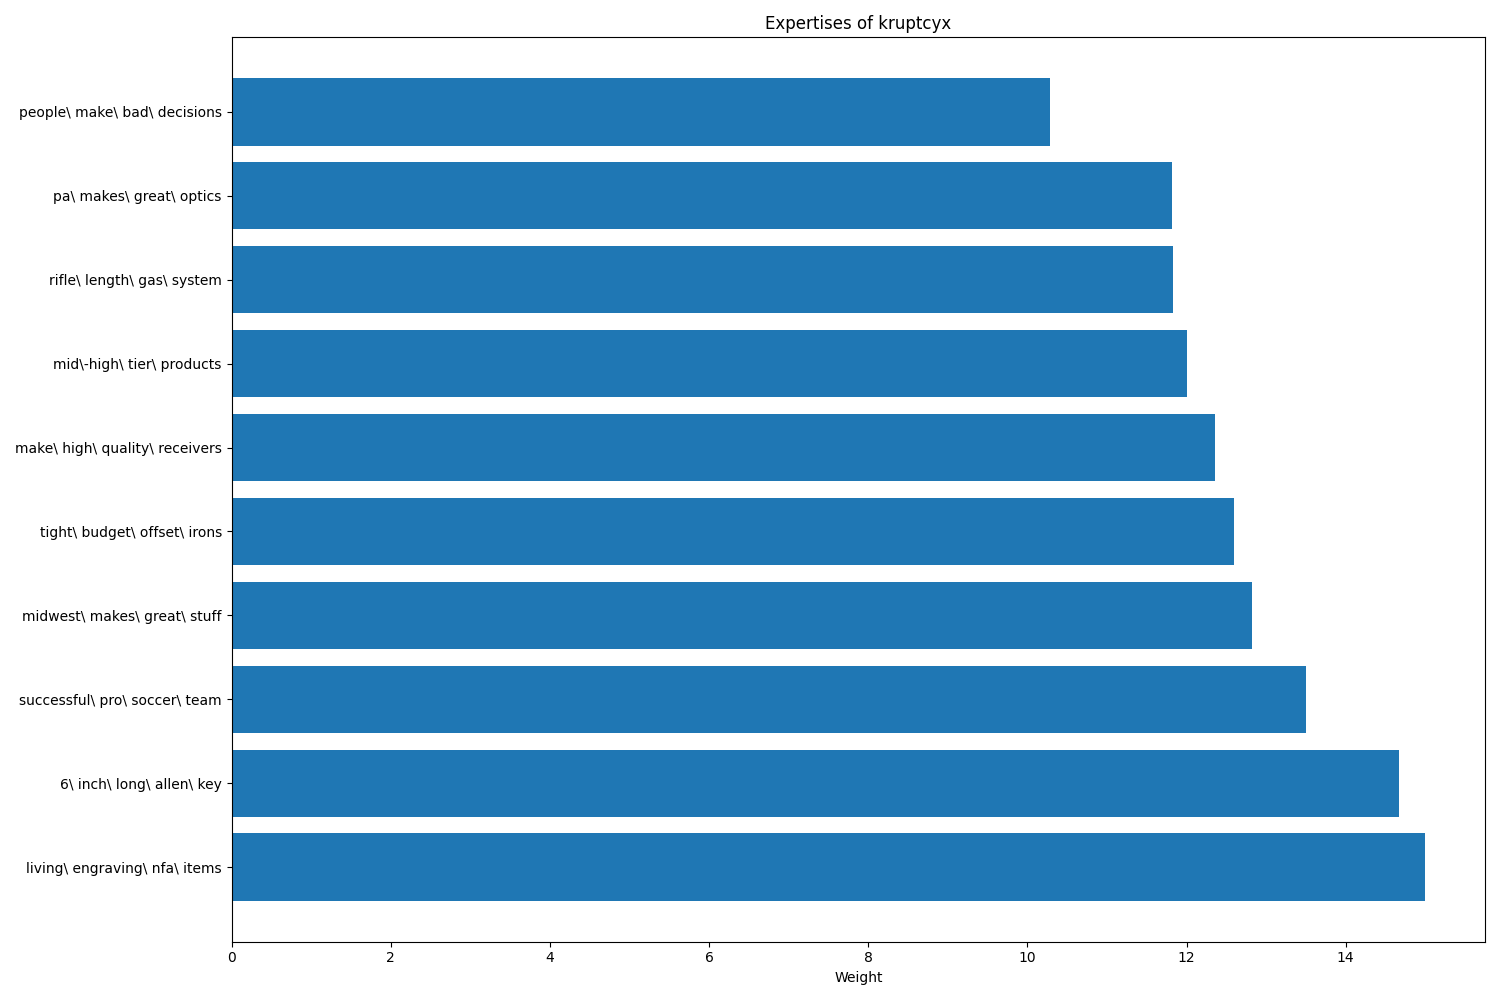 Expertises of kruptcyx
people\ make\ bad\ decisions
pa\ makes\ great\ optics
rifle\ length\ gas\ system
mid\-high\ tier\ products
make\ high\ quality\ receivers
tight\ budget\ offset\ irons
midwest\ makes\ great\ stuff
successful\ pro\ soccer\ team
6\ inch\ long\ allen\ key
living\ engraving\ nfa\ items
0 2 4 6 8 10 12 14
Weight